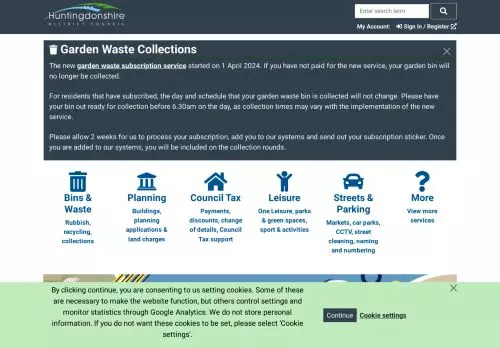 Huntingdonshire
DISTRICT COUNCIL
Enter search term
My Account:
Sign in / Register
Garden Waste Collections
The new garden waste subscription service started on 1 April 2024. If you have not paid for the new service, your garden bin will
no longer be collected.
For residents that have subscribed, the day and schedule that your garden waste bin is collected will not change. Please have
your bin out ready for collection before 6.30am on the day, as collection times may vary with the implementation of the new
service.
Please allow 2 weeks for us to process your subscription, add you to our systems and send out your subscription sticker. Once
you are added to our systems, you will be included on the collection rounds.
Bins &
Waste
Rubbish,
recycling,
collections
Planning
Buildings,
planning
applications &
land charges
Council Tax
Payments,
discounts, change
of details, Council
Tax support
Leisure
One Leisure, parks
& green spaces,
sport & activities
Streets &
Parking
Markets, car parks,
CCTV, street
cleaning, naming
and numbering
More
View more
services
By clicking continue, you are consenting to us setting cookies. Some of these
are necessary to make the website function, but others control settings and
monitor statistics through Google Analytics. We do not store personal
information. If you do not want these cookies to be set, please select 'Cookie
settings'.
Continue
Cookie settings